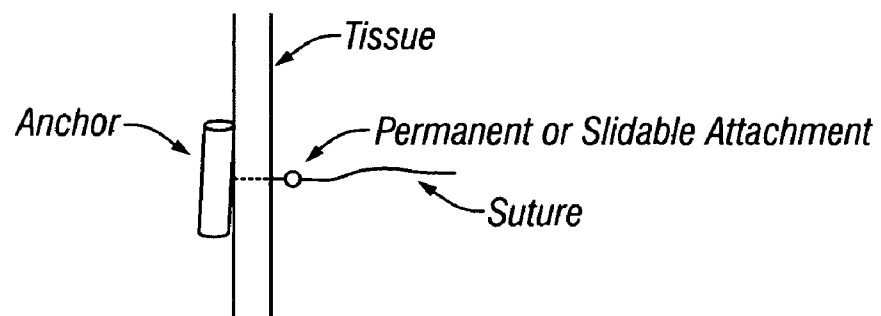 Tissue
Anchor
Permanent or Slidable Attachment
Suture